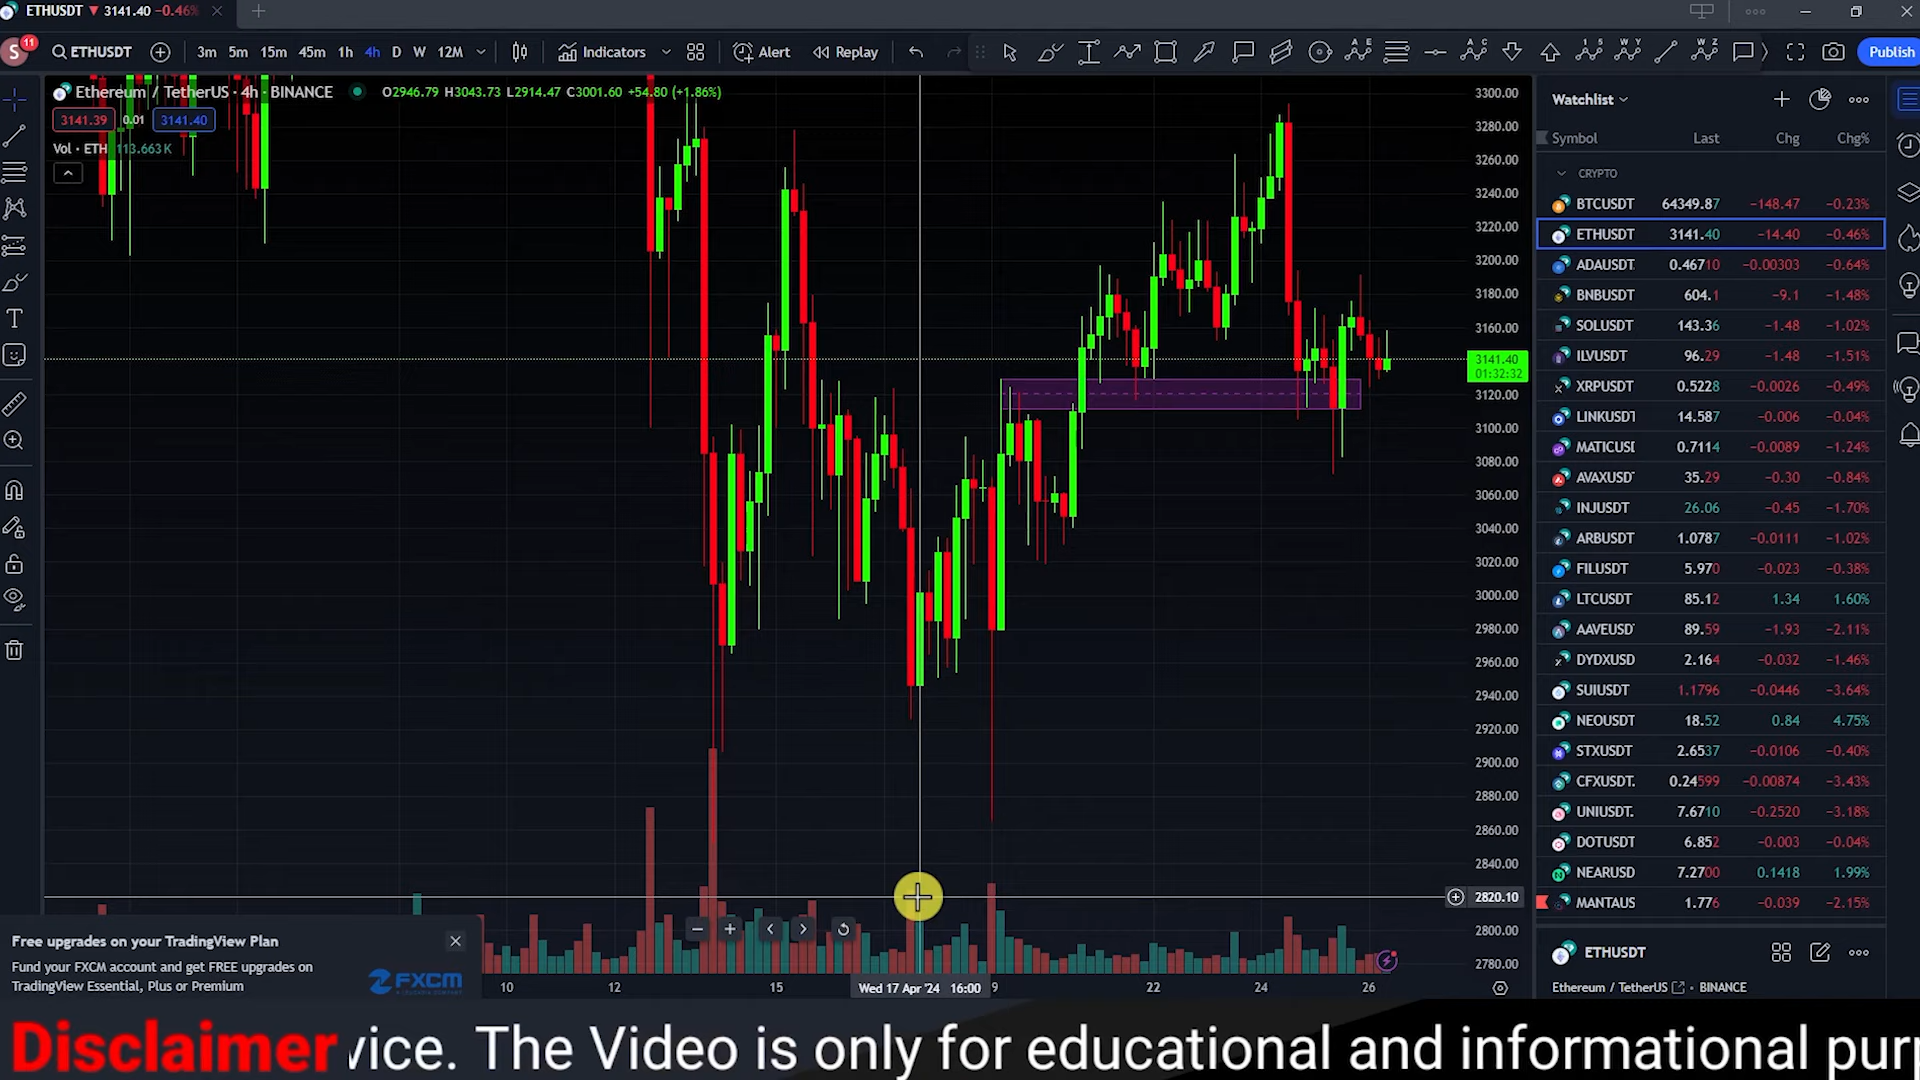 ETHUSDT ▼ 3141.40 −0.46%
S 11 ETHUSDT 3m 5m 15m 45m 1h 4h D W 12M Indicators Alert Replay Publish
Ethereum / TetherUS · 4h · BINANCE O2946.79 H3043.73 L2914.47 C3001.60 +54.80 (+1.86%)
3141.39 0.01 3141.40
Vol · ETH 113.663 K
3300.00
3280.00
3260.00
3240.00
3220.00
3200.00
3180.00
3160.00
3141.40
01:32:32
3120.00
3100.00
3080.00
3060.00
3040.00
3020.00
3000.00
2980.00
2960.00
2940.00
2920.00
2900.00
2880.00
2860.00
2840.00
2820.10
2800.00
2780.00
10 12 15 Wed 17 Apr '24 16:00 9 22 24 26
Watchlist
Symbol Last Chg Chg%
CRYPTO
BTCUSDT 64349.87 −148.47 −0.23%
ETHUSDT 3141.40 −14.40 −0.46%
ADAUSDT 0.46710 −0.00303 −0.64%
BNBUSDT 604.1 −9.1 −1.48%
SOLUSDT 143.36 −1.48 −1.02%
ILVUSDT 96.29 −1.48 −1.51%
XRPUSDT 0.5228 −0.0026 −0.49%
LINKUSDT 14.587 −0.006 −0.04%
MATICUSI 0.7114 −0.0089 −1.24%
AVAXUSD 35.29 −0.30 −0.84%
INJUSDT 26.06 −0.45 −1.70%
ARBUSDT 1.0787 −0.0111 −1.02%
FILUSDT 5.970 −0.023 −0.38%
LTCUSDT 85.12 1.34 1.60%
AAVEUSD 89.59 −1.93 −2.11%
DYDXUSD 2.164 −0.032 −1.46%
SUIUSDT 1.1796 −0.0446 −3.64%
NEOUSDT 18.52 0.84 4.75%
STXUSDT 2.6537 −0.0106 −0.40%
CFXUSDT. 0.24599 −0.00874 −3.43%
UNIUSDT. 7.6710 −0.2520 −3.18%
DOTUSDT 6.852 −0.003 −0.04%
NEARUSD 7.2700 0.1418 1.99%
MANTAUS 1.776 −0.039 −2.15%
ETHUSDT
Ethereum / TetherUS · BINANCE
Free upgrades on your TradingView Plan
Fund your FXCM account and get FREE upgrades on
TradingView Essential, Plus or Premium
FXCM
Disclaimer vice. The Video is only for educational and informational purp